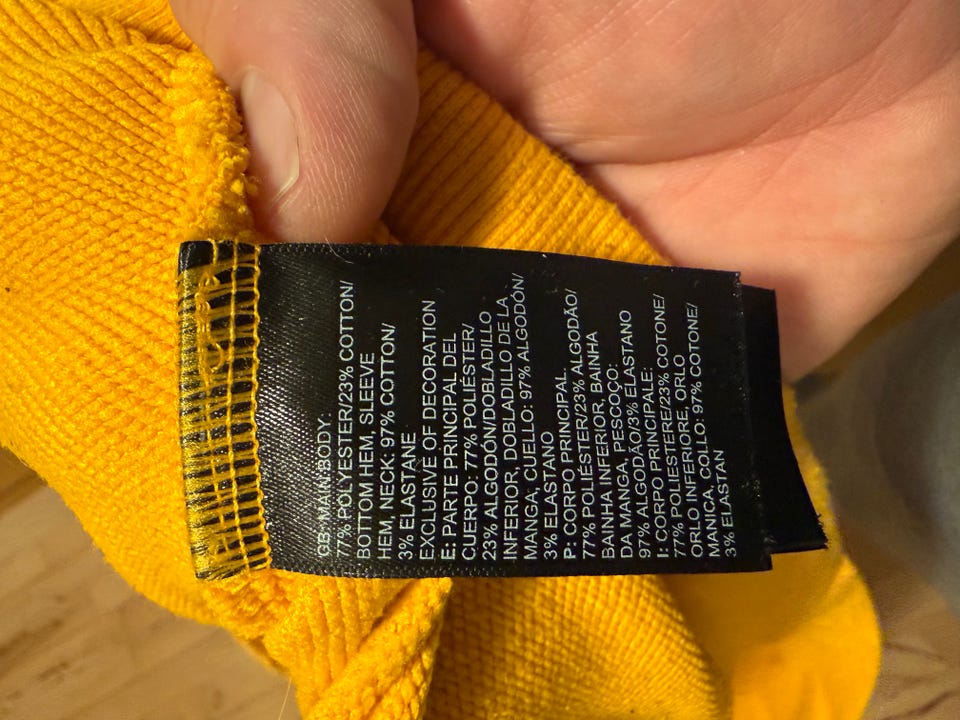 GB: MAIN BODY:
77% POLYESTER/23% COTTON/
BOTTOM HEM, SLEEVE
HEM, NECK: 97% COTTON/
3% ELASTANE
EXCLUSIVE OF DECORATION
E: PARTE PRINCIPAL DEL
CUERPO: 77% POLIÉSTER/
23% ALGODÓN/DOBLADILLO
INFERIOR, DOBLADILLO DE LA
MANGA, CUELLO: 97% ALGODÓN/
3% ELASTANO
P: CORPO PRINCIPAL
77% POLIÉSTER/23% ALGODÃO/
BAINHA INFERIOR, BAINHA
DA MANGA, PESCOÇO:
97% ALGODÃO/3% ELASTANO
I: CORPO PRINCIPALE:
77% POLIESTERE/23% COTONE/
ORLO INFERIORE, ORLO
MANICA, COLLO: 97% COTONE/
3% ELASTAN